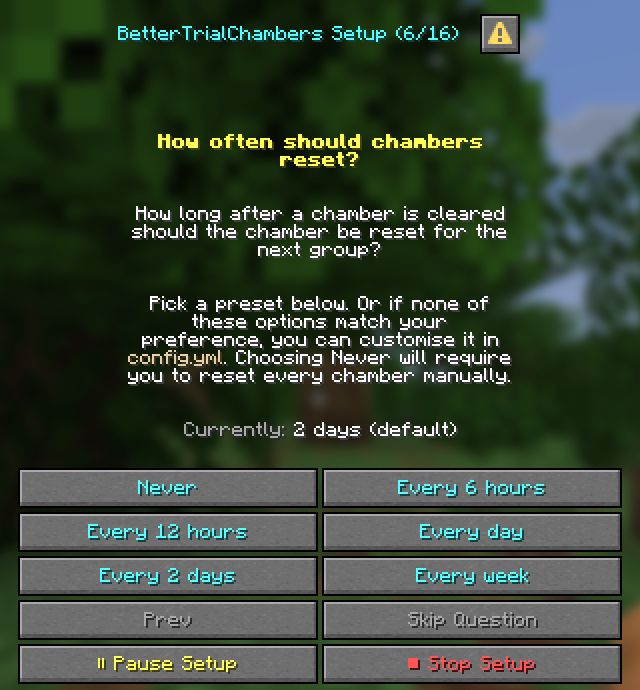 BetterTrialChambers Setup (6/16)
How often should chambers
reset?
How long after a chamber is cleared
should the chamber be reset for the
next group?
Pick a preset below. Or if none of
these options match your
preference, you can customise it in
config.yml. Choosing Never will require
you to reset every chamber manually.
Currently: 2 days (default)
Never
Every 6 hours
Every 12 hours
Every day
Every 2 days
Every week
Prev
Skip Question
⏸ Pause Setup
⏹ Stop Setup